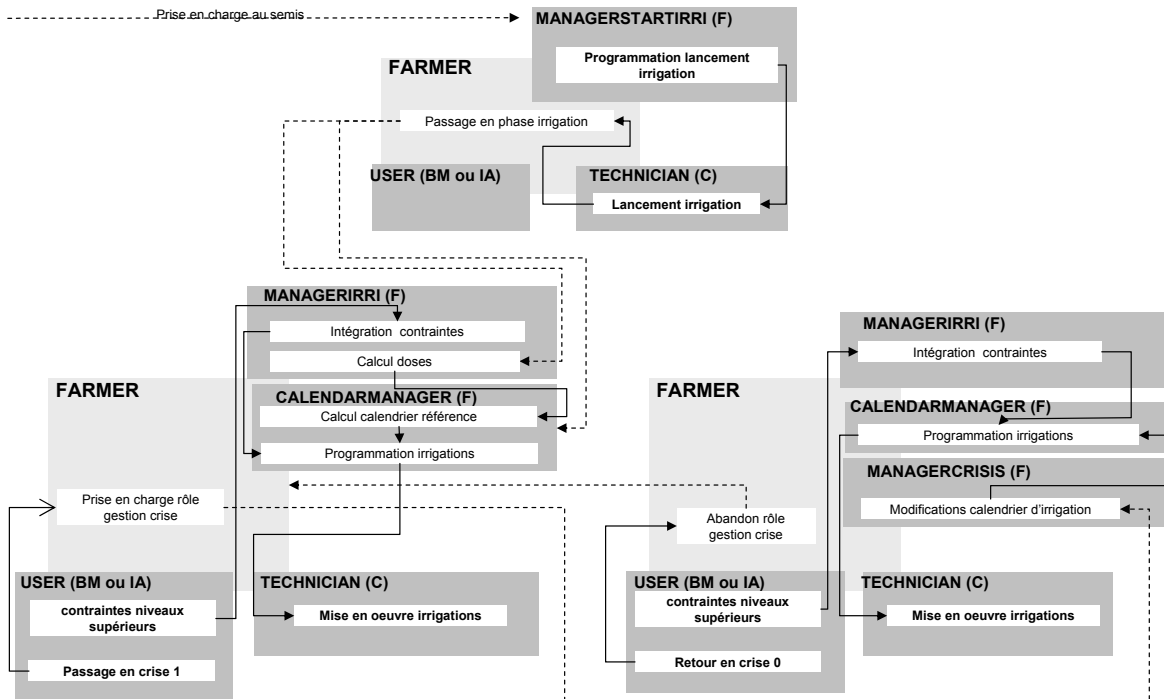 Prise en charge au semis
MANAGERSTARTIRRI (F)
Programmation lancement
irrigation
FARMER
Passage en phase irrigation
USER (BM ou IA)
TECHNICIAN (C)
Lancement irrigation
MANAGERIRRI (F)
Intégration contraintes
Calcul doses
FARMER
CALENDARMANAGER (F)
Calcul calendrier référence
Programmation irrigations
Prise en charge rôle
gestion crise
USER (BM ou IA)
contraintes niveaux
supérieurs
Passage en crise 1
TECHNICIAN (C)
Mise en oeuvre irrigations
MANAGERIRRI (F)
Intégration contraintes
FARMER
CALENDARMANAGER (F)
Programmation irrigations
MANAGERCRISIS (F)
Modifications calendrier d'irrigation
Abandon rôle
gestion crise
USER (BM ou IA)
contraintes niveaux
supérieurs
Retour en crise 0
TECHNICIAN (C)
Mise en oeuvre irrigations